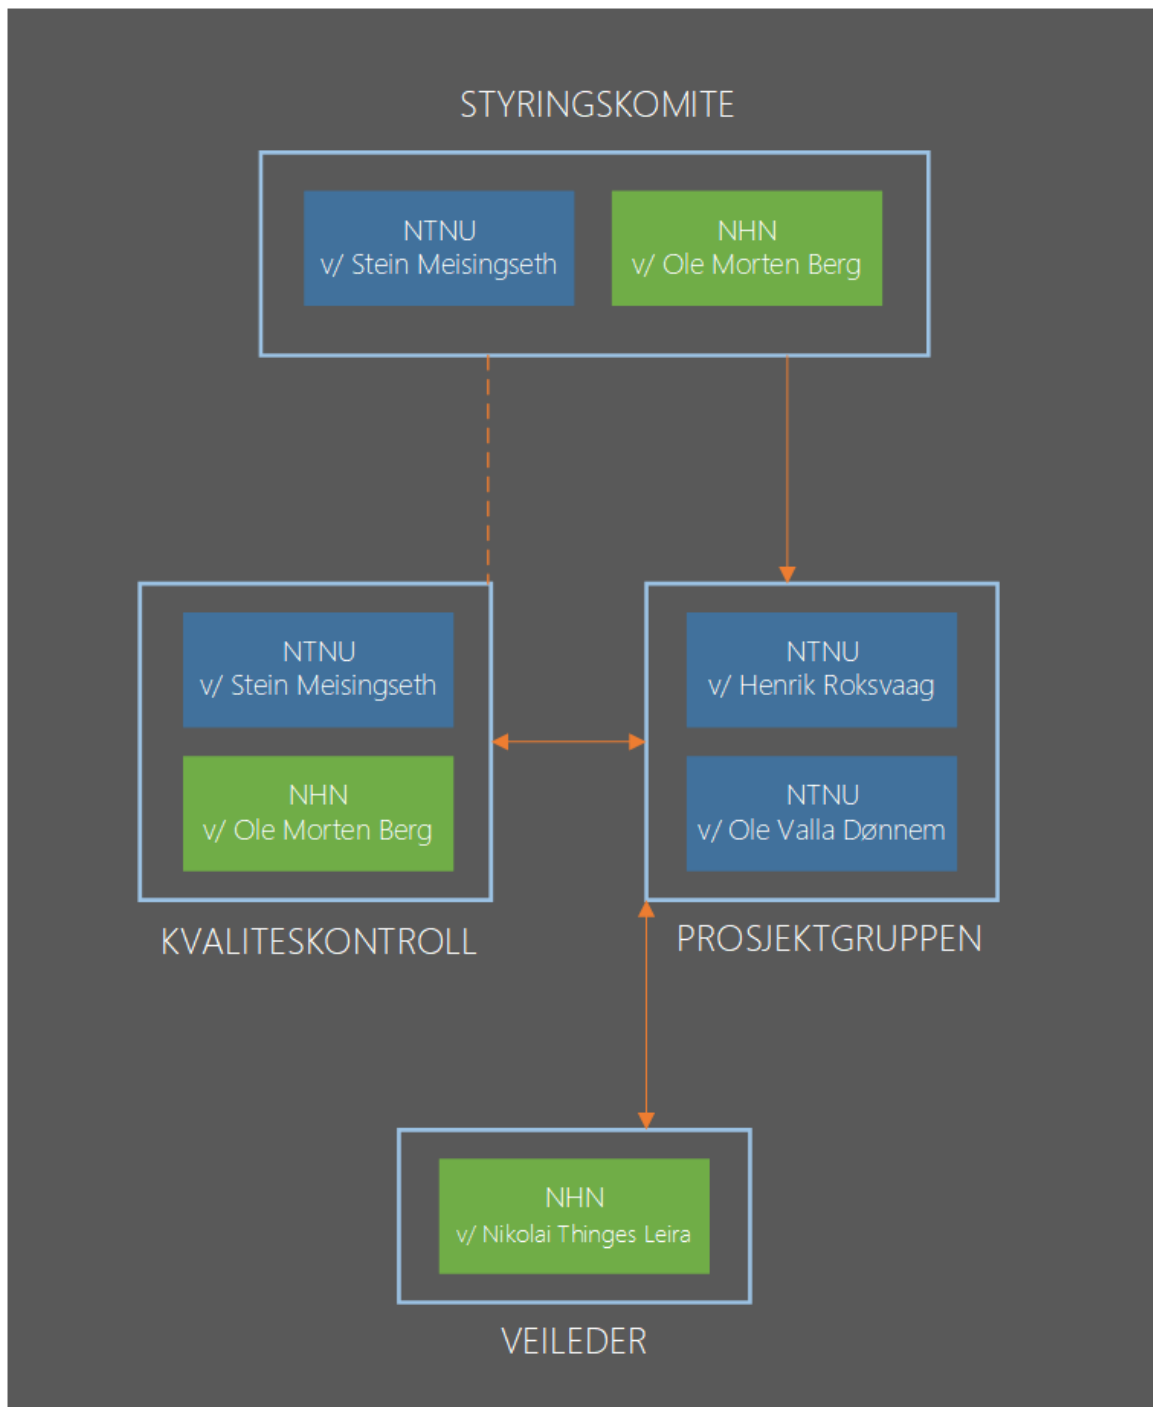 STYRINGSKOMITE
NTNU
v/ Stein Meisingseth
NHN
v/ Ole Morten Berg
NTNU
v/ Stein Meisingseth
NHN
v/ Ole Morten Berg
KVALITESKONTROLL
NTNU
v/ Henrik Roksvaag
NTNU
v/ Ole Valla Dønnem
PROSJEKTGRUPPEN
NHN
v/ Nikolai Thinges Leira
VEILEDER